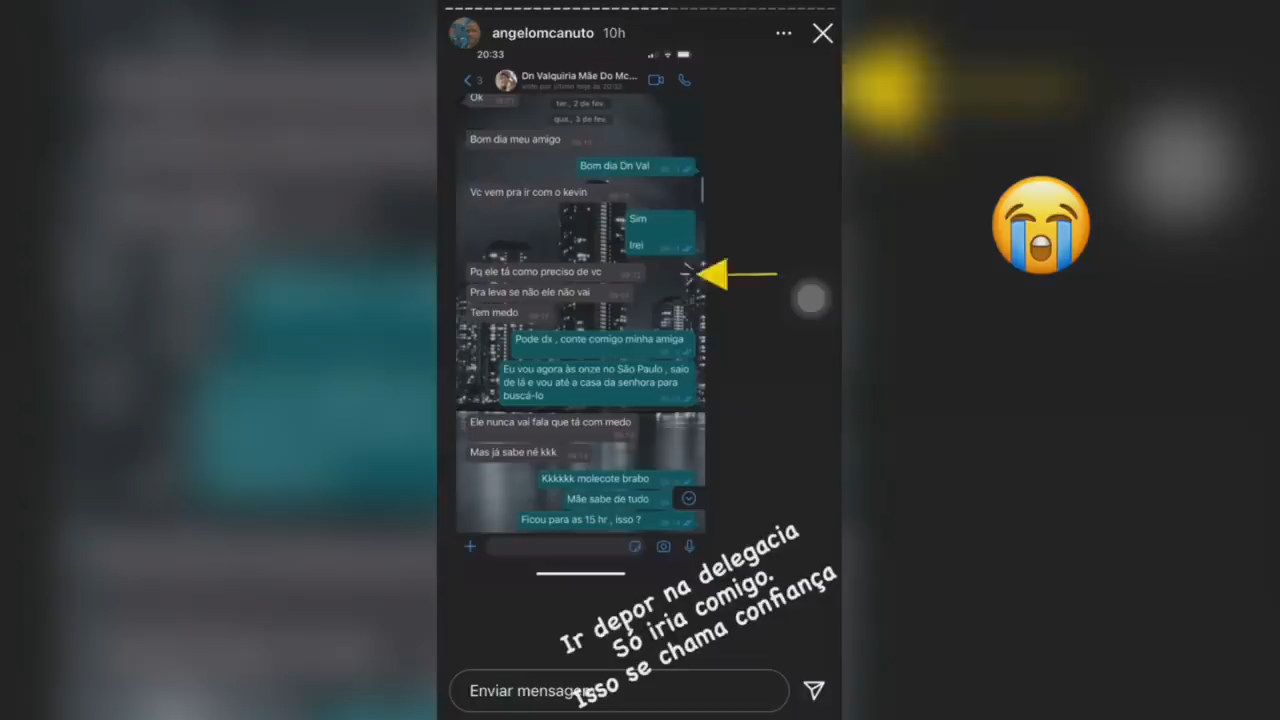 angelomcanuto 10h
20:33
3 Dn Valquiria Mãe Do Mc...
Ok
ter., 2 de fev.
qua., 3 de fev.
Bom dia meu amigo
Bom dia Dn Val
Vc vem pra ir com o kevin
Sim
Irei
Pq ele tá como preciso de vc
Pra leva se não ele não vai
Tem medo
Pode dx , conte comigo minha amiga
Eu vou agora às onze no São Paulo , saio
de lá e vou até a casa da senhora para
buscá-lo
Ele nunca vai fala que tá com medo
Mas já sabe né kkk
Kkkkkk molecote brabo
Mãe sabe de tudo
Ficou para as 15 hr , isso ?
Ir depor na delegacia
Só iria comigo.
Isso se chama confiança
Enviar mensagem